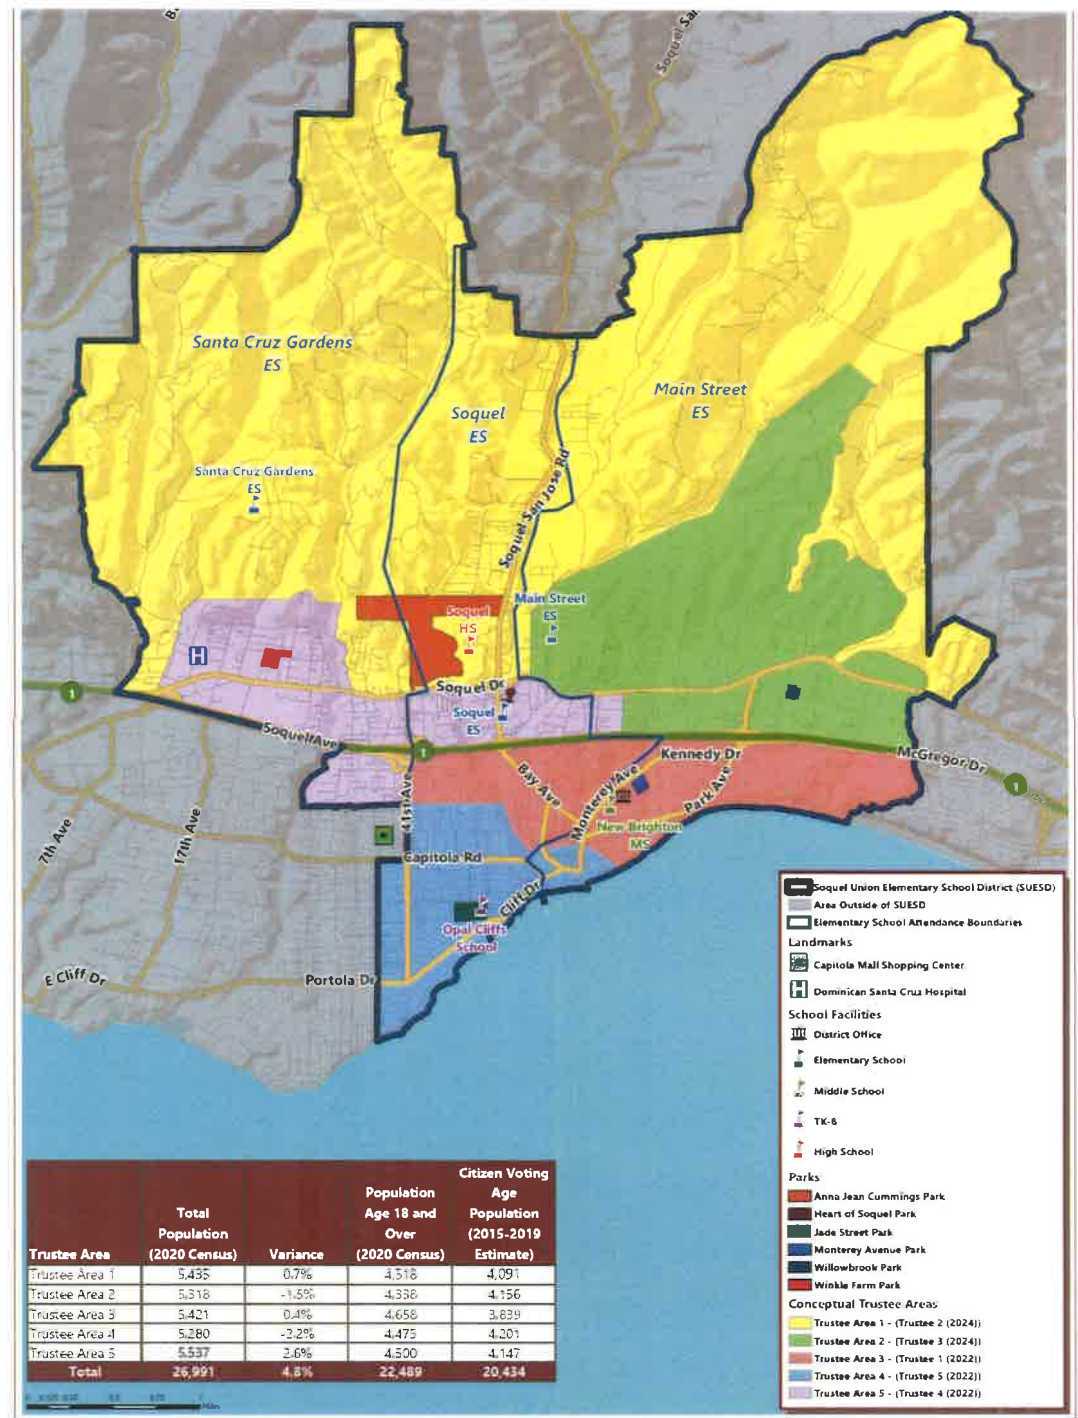 Soquel San
Santa Cruz Gardens
ES
Soquel
ES
Main Street
ES
Santa Cruz Gardens
ES
Soquel San Jose Rd
Soquel
HS
Main Street
ES
Soquel Dr
Soquel
ES
1
Soquel Ave
1
Kennedy Dr
McGregor Dr
1
Bay Ave
Monterey Ave
Park Ave
41st Ave
New Brighton
MS
7th Ave
17th Ave
Capitola Rd
Cliff Dr
Opal Cliffs
School
E Cliff Dr
Portola Dr
H
Soquel Union Elementary School District (SUESD)
Area Outside of SUESD
Elementary School Attendance Boundaries
Landmarks
Capitola Mall Shopping Center
H Dominican Santa Cruz Hospital
School Facilities
District Office
Elementary School
Middle School
TK-8
High School
Parks
Anna Jean Cummings Park
Heart of Soquel Park
Jade Street Park
Monterey Avenue Park
Willowbrook Park
Winkle Farm Park
Conceptual Trustee Areas
Trustee Area 1 - (Trustee 2 (2024))
Trustee Area 2 - (Trustee 3 (2024))
Trustee Area 3 - (Trustee 1 (2022))
Trustee Area 4 - (Trustee 5 (2022))
Trustee Area 5 - (Trustee 4 (2022))
Trustee Area Total Population (2020 Census) Variance Population Age 18 and Over (2020 Census) Citizen Voting Age Population (2015-2019 Estimate)
Trustee Area 1 5,435 0.7% 4,518 4,091
Trustee Area 2 5,318 -1.5% 4,338 4,156
Trustee Area 3 5,421 0.4% 4,658 3,839
Trustee Area 4 5,280 -2.2% 4,475 4,201
Trustee Area 5 5,537 2.6% 4,500 4,147
Total 26,991 4.8% 22,489 20,434
Miles